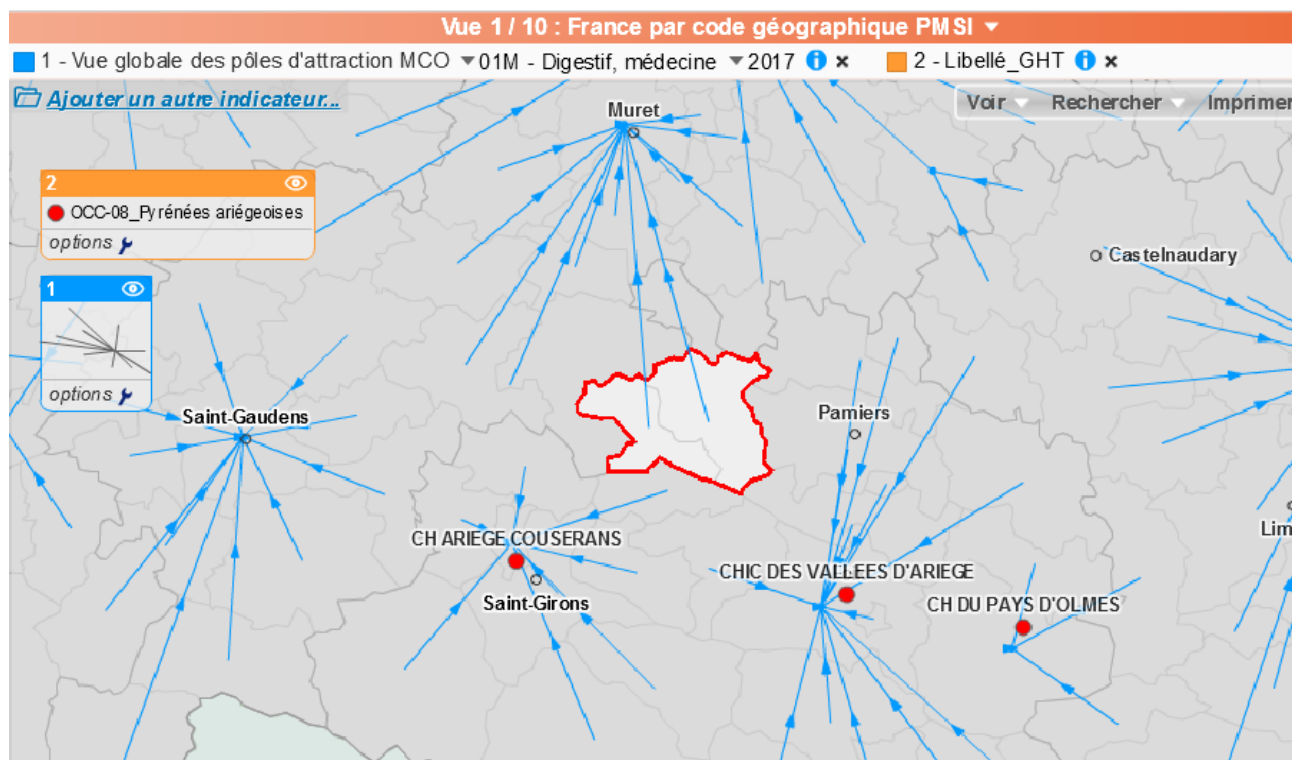 Vue 1 / 10 : France par code géographique PMSI
1 - Vue globale des pôles d'attraction MCO 01M - Digestif, médecine 2017 2 - Libellé_GHT
Ajouter un autre indicateur...
Voir Rechercher Imprimer
Muret
2
OCC-08_Pyrénées ariégeoises
options
Castelnaudary
1
options
Saint-Gaudens
Pamiers
Lim
CH ARIEGE COUSERANS
CHIC DES VALLEES D'ARIEGE
Saint-Girons
CH DU PAYS D'OLMES